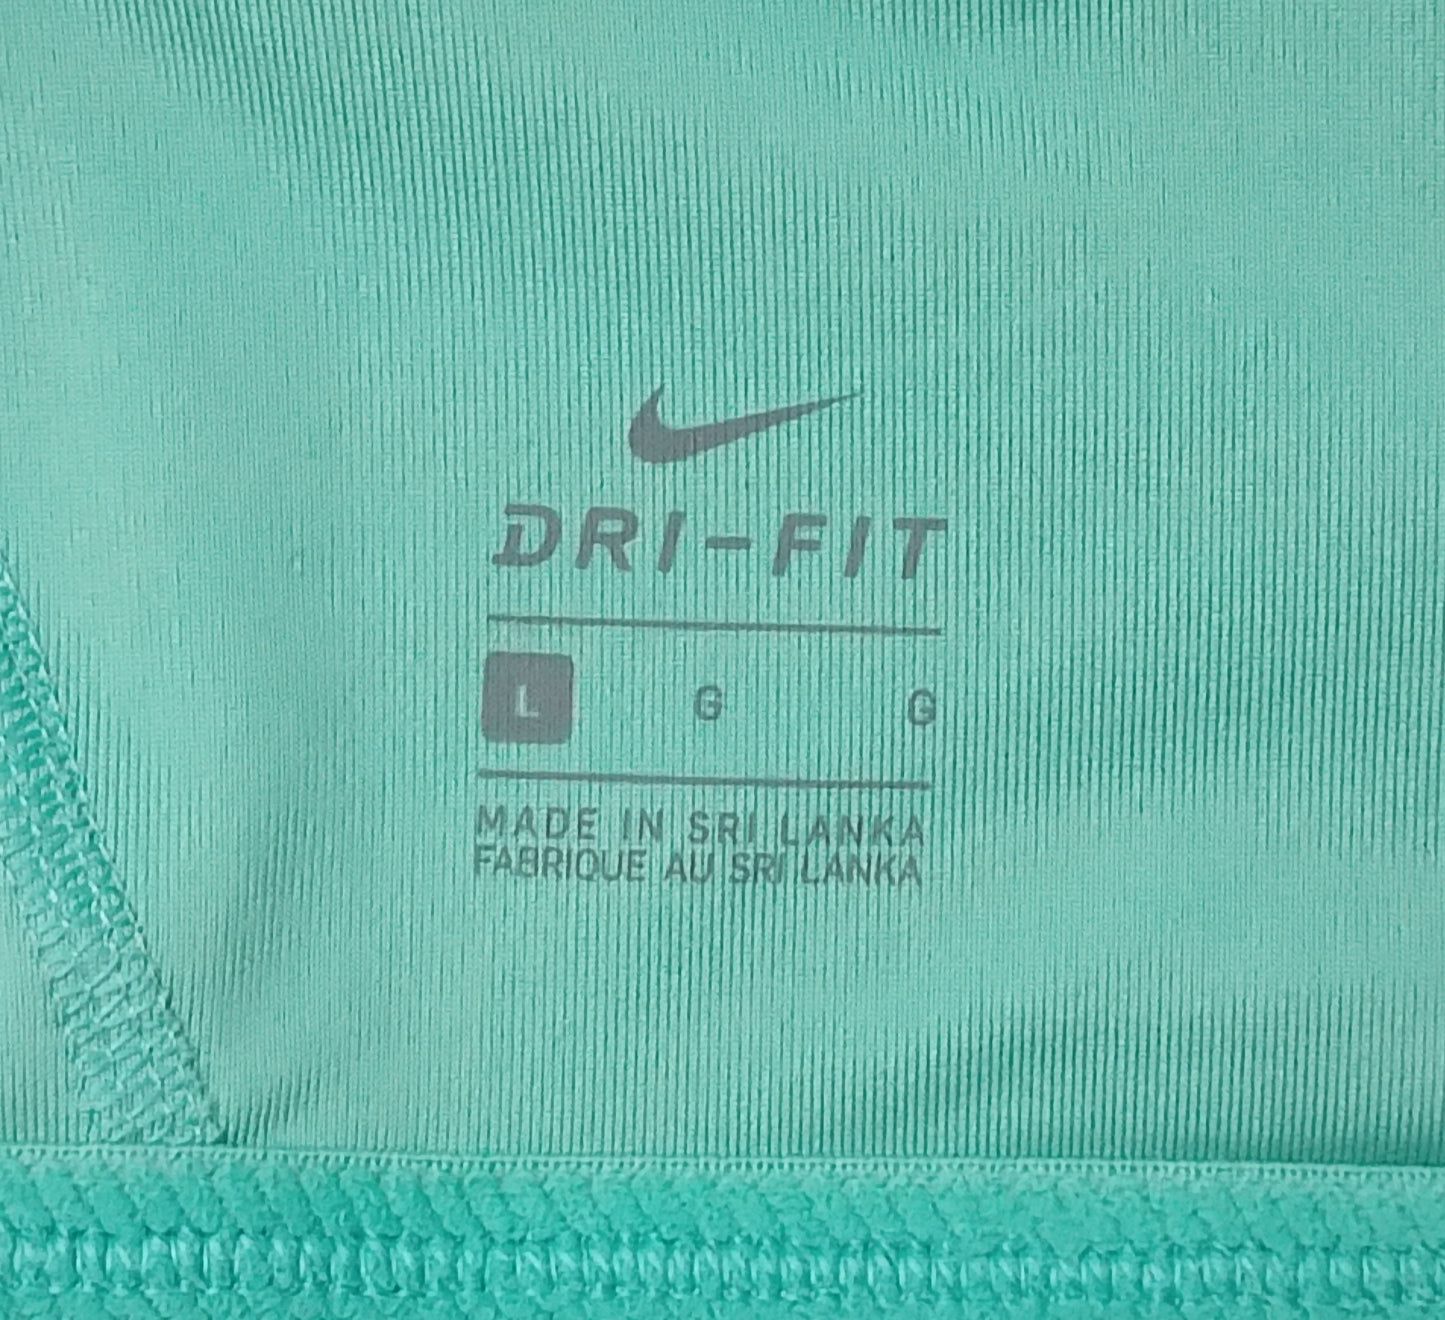 DRI-FIT
L G G
MADE IN SRI LANKA
FABRIQUE AU SRI LANKA